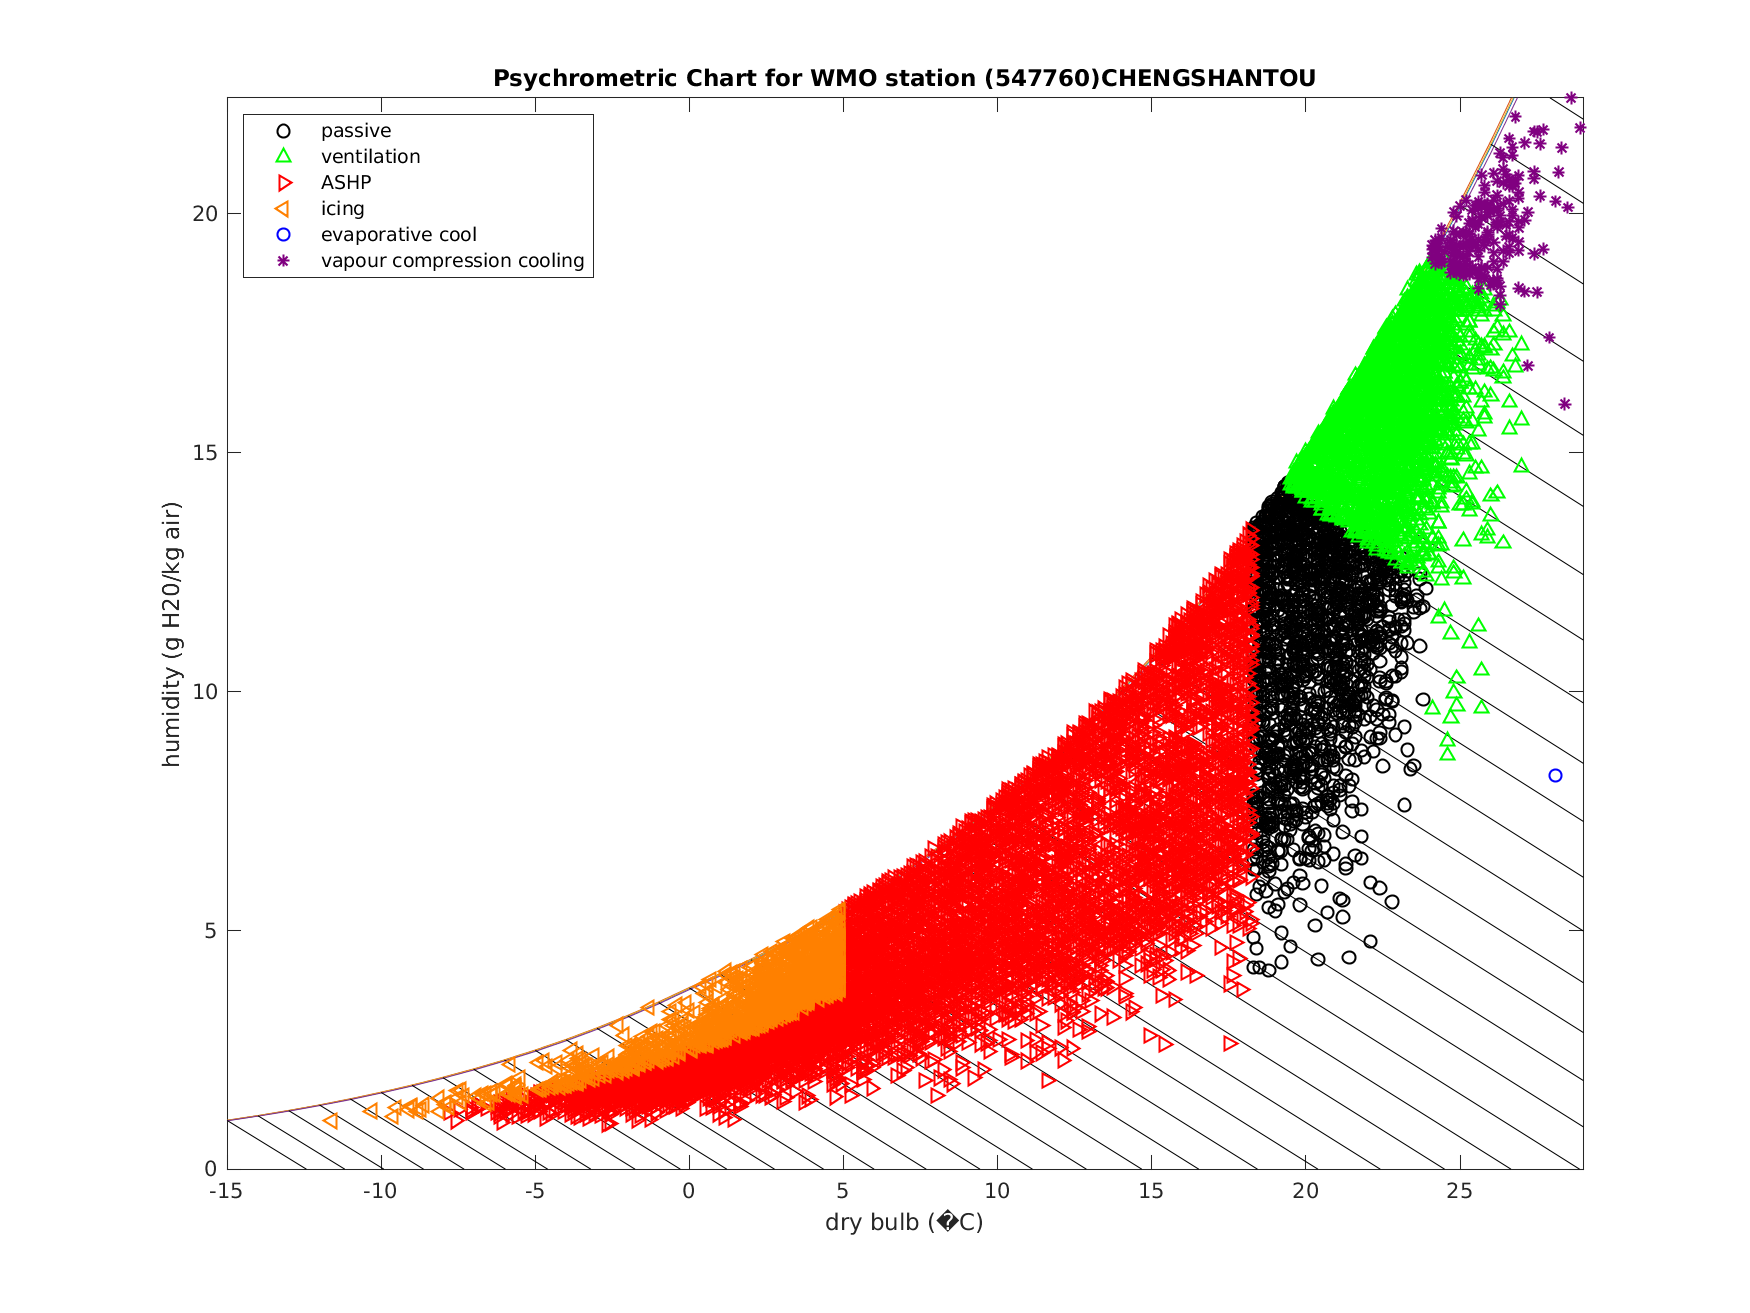 Psychrometric Chart for WMO station (547760)CHENGSHANTOU
passive
ventilation
ASHP
icing
evaporative cool
vapour compression cooling
humidity (g H20/kg air)
20
15
10
5
0
-15 -10 -5 0 5 10 15 20 25
dry bulb (�C)